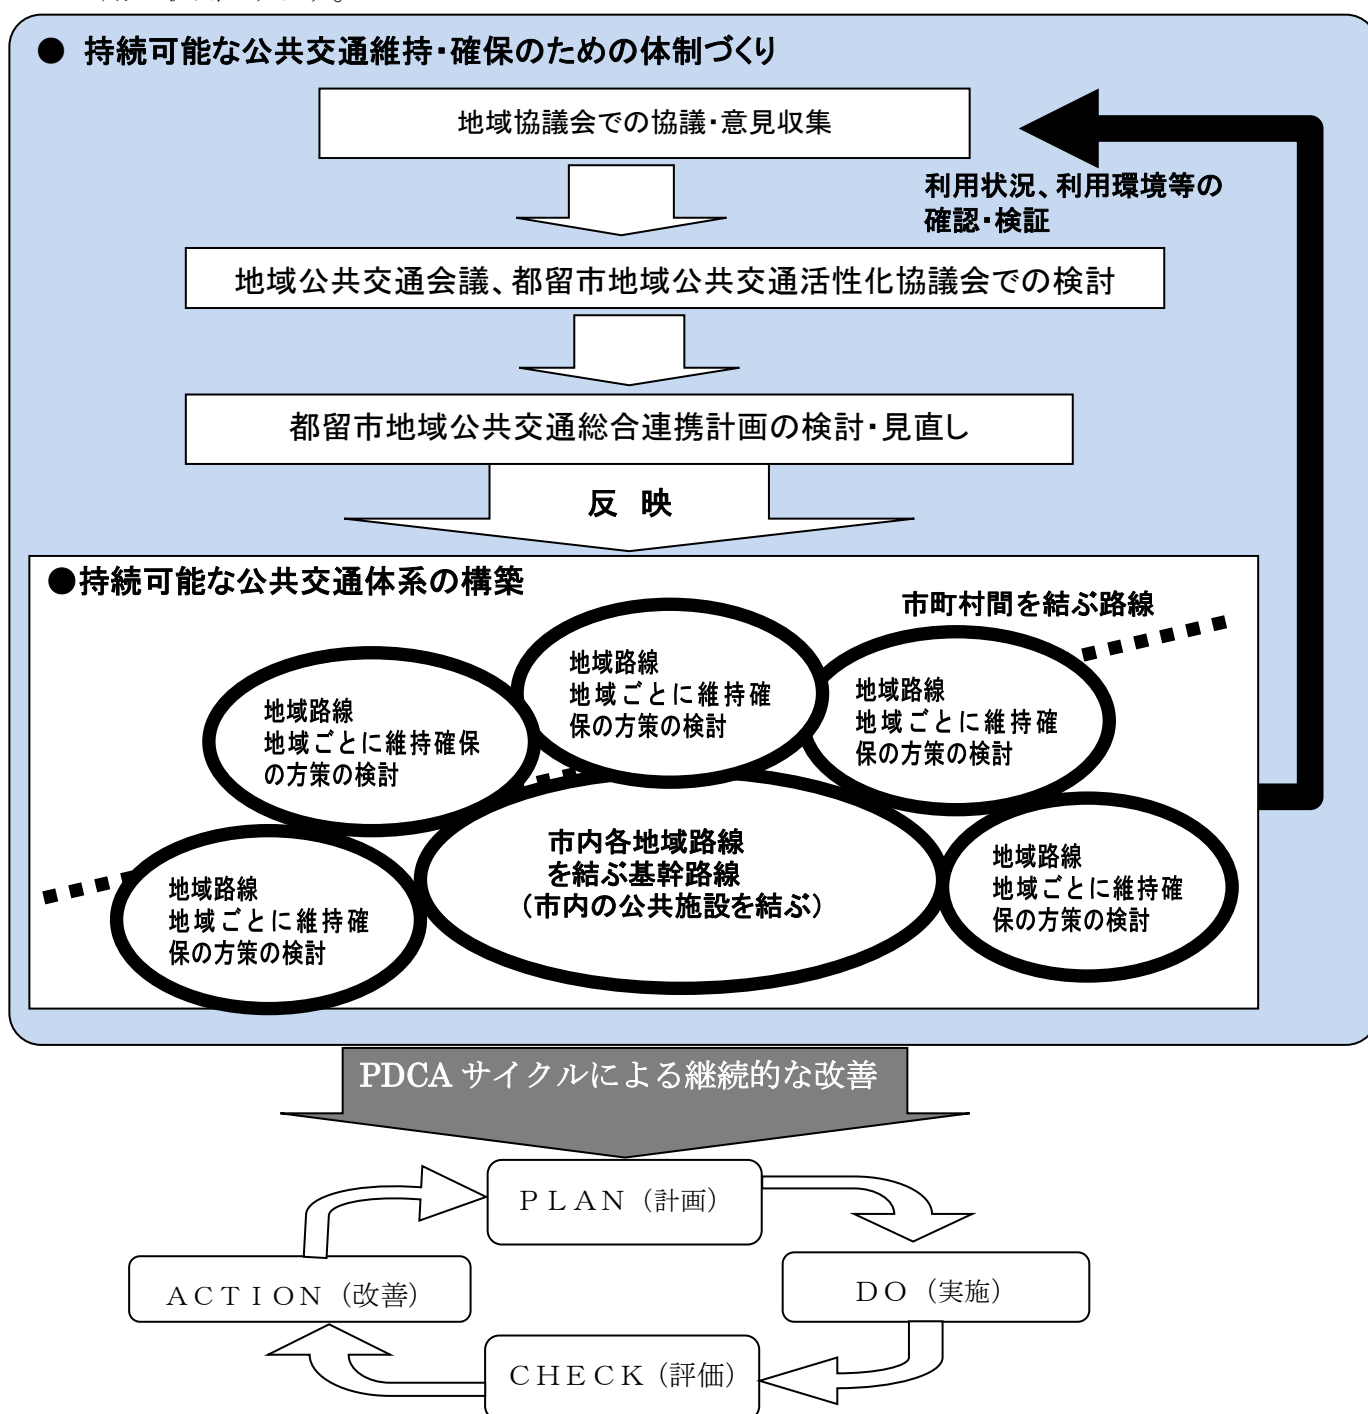 ● 持続可能な公共交通維持・確保のための体制づくり
地域協議会での協議・意見収集
利用状況、利用環境等の
確認・検証
地域公共交通会議、都留市地域公共交通活性化協議会での検討
都留市地域公共交通総合連携計画の検討・見直し
反 映
●持続可能な公共交通体系の構築
市町村間を結ぶ路線
地域路線
地域ごとに維持確保
の方策の検討
地域路線
地域ごとに維持確
保の方策の検討
地域路線
地域ごとに維持確
保の方策の検討
地域路線
地域ごとに維持確
保の方策の検討
市内各地域路線
を結ぶ基幹路線
（市内の公共施設を結ぶ）
地域路線
地域ごとに維持確
保の方策の検討
PDCA サイクルによる継続的な改善
ＰＬＡＮ（計画）
ＤＯ（実施）
ＣＨＥＣＫ（評価）
ＡＣＴＩＯＮ（改善）